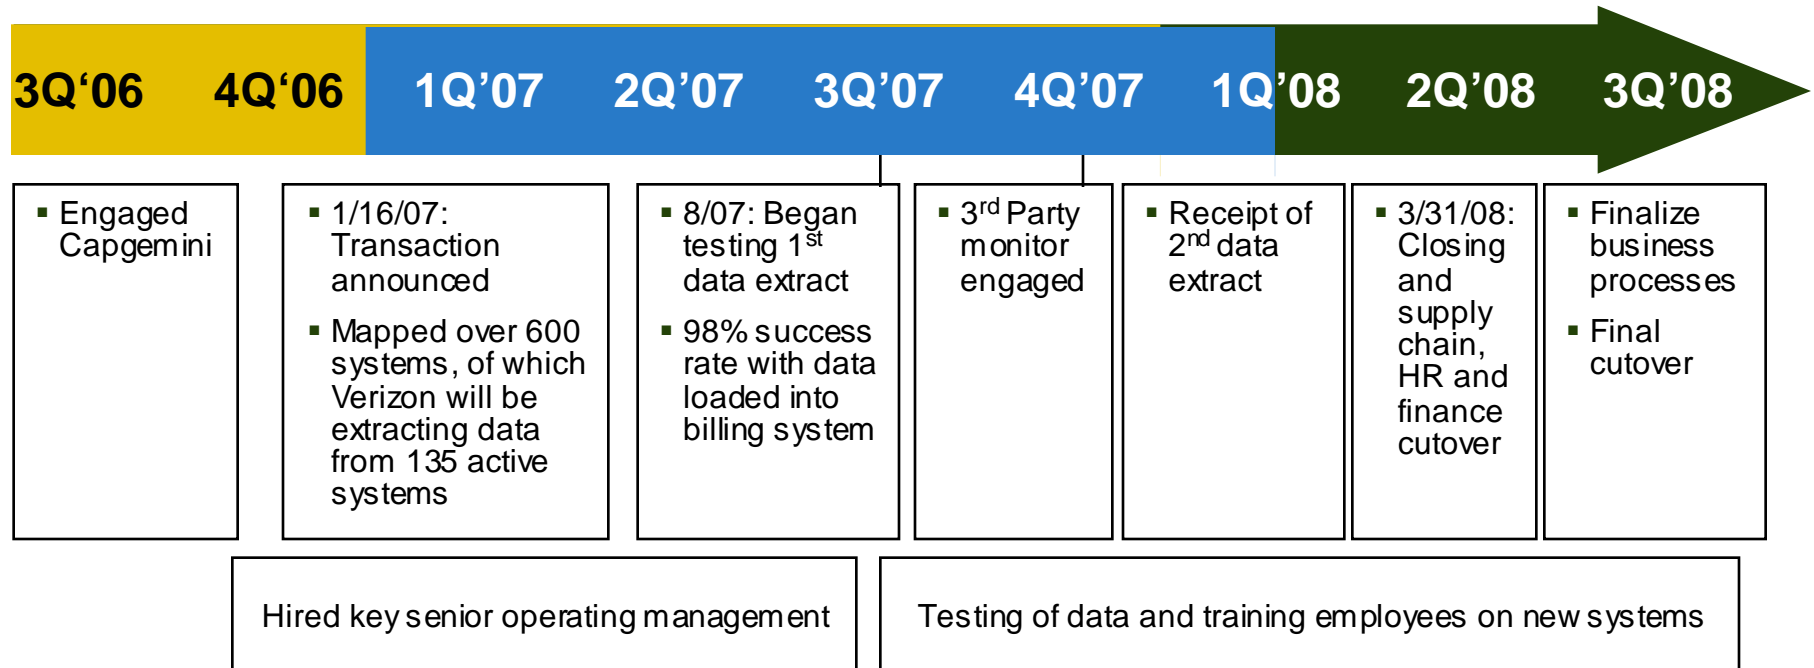 3Q‘06 4Q‘06 1Q’07 2Q’07 3Q’07 4Q’07 1Q’08 2Q’08 3Q’08
▪ Engaged
Capgemini
▪ 1/16/07:
Transaction
announced
▪ Mapped over 600
systems, of which
Verizon will be
extracting data
from 135 active
systems
▪ 8/07: Began
testing 1st
data extract
▪ 98% success
rate with data
loaded into
billing system
▪ 3rd Party
monitor
engaged
▪ Receipt of
2nd data
extract
▪ 3/31/08:
Closing
and
supply
chain,
HR and
finance
cutover
▪ Finalize
business
processes
▪ Final
cutover
Hired key senior operating management
Testing of data and training employees on new systems